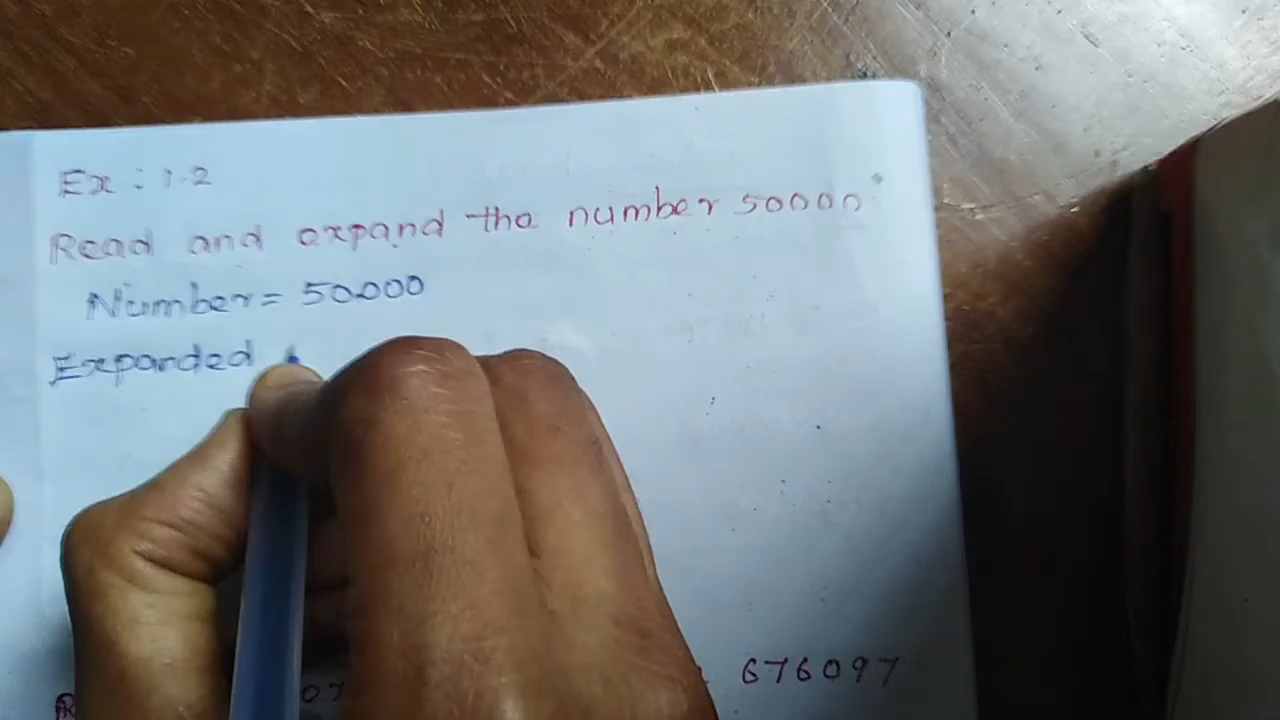 Ex : 1.2
Read and expand the number 50000
Number = 50000
Expanded
676097